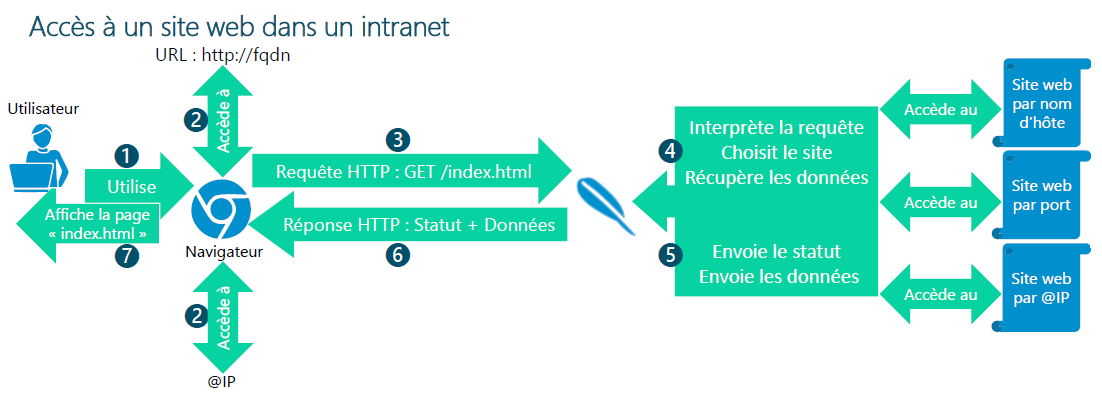 Accès à un site web dans un intranet
URL : http://fqdn
Utilisateur
2
Accède à
1
Utilise
Affiche la page
« index.html »
7
Navigateur
2
Accède à
@IP
3
Requête HTTP : GET /index.html
Réponse HTTP : Statut + Données
6
4
Interprète la requête
Choisit le site
Récupère les données
5
Envoie le statut
Envoie les données
Accède au
Site web
par nom
d'hôte
Accède au
Site web
par port
Accède au
Site web
par @IP